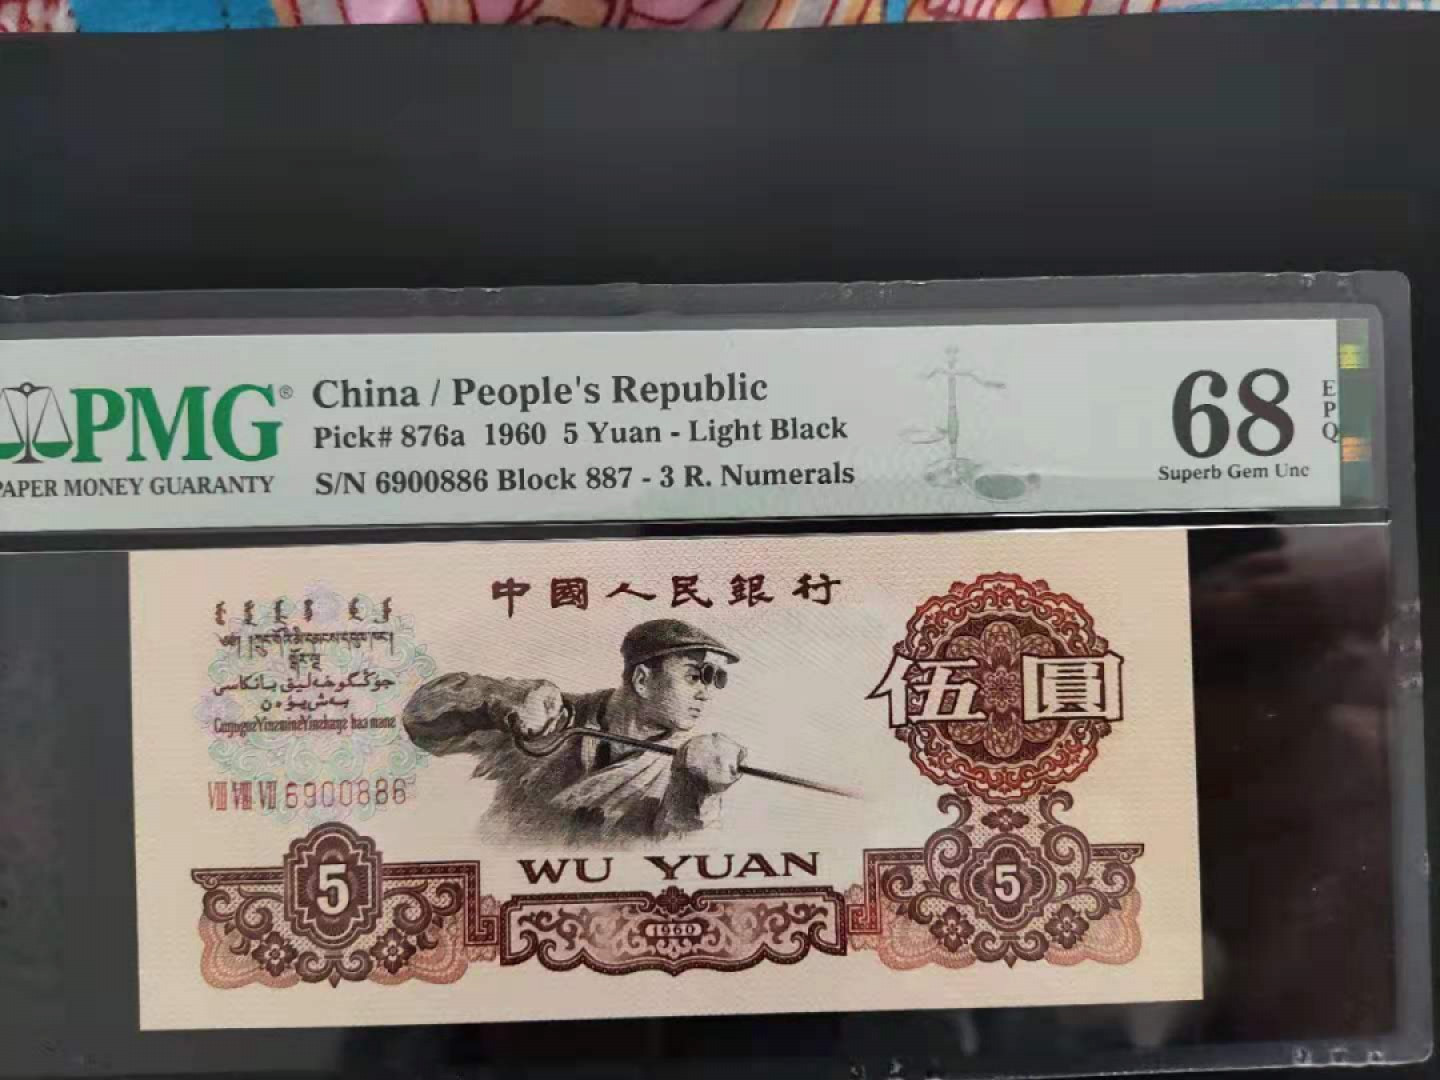 PMG®
PAPER MONEY GUARANTY
China / People's Republic
Pick# 876a 1960 5 Yuan - Light Black
S/N 6900886 Block 887 - 3 R. Numerals
68
EPQ
Superb Gem Unc
中國人民銀行
伍圓
VIII VIII VII 6900886
WU YUAN
5
1960
5